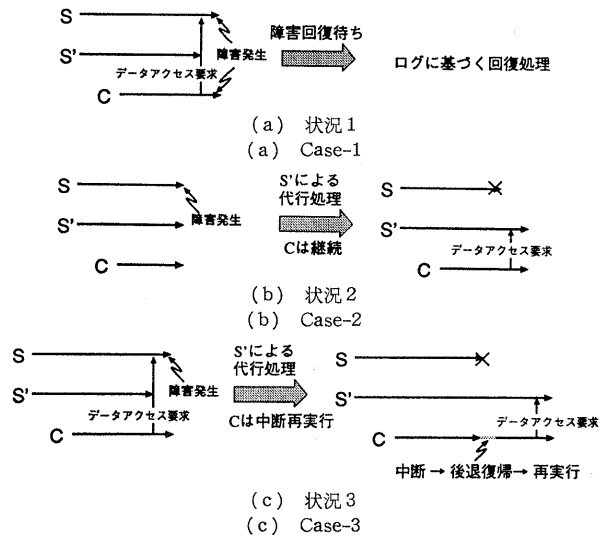 S
S'
C
障害発生
データアクセス要求
障害回復待ち
ログに基づく回復処理
(a) 状況1
(a) Case-1
S
S'
C
障害発生
S'による
代行処理
Cは継続
S
S'
C
データアクセス要求
(b) 状況2
(b) Case-2
S
S'
C
障害発生
データアクセス要求
S'による
代行処理
Cは中断再実行
S
S'
C
データアクセス要求
中断→後退復帰→再実行
(c) 状況3
(c) Case-3